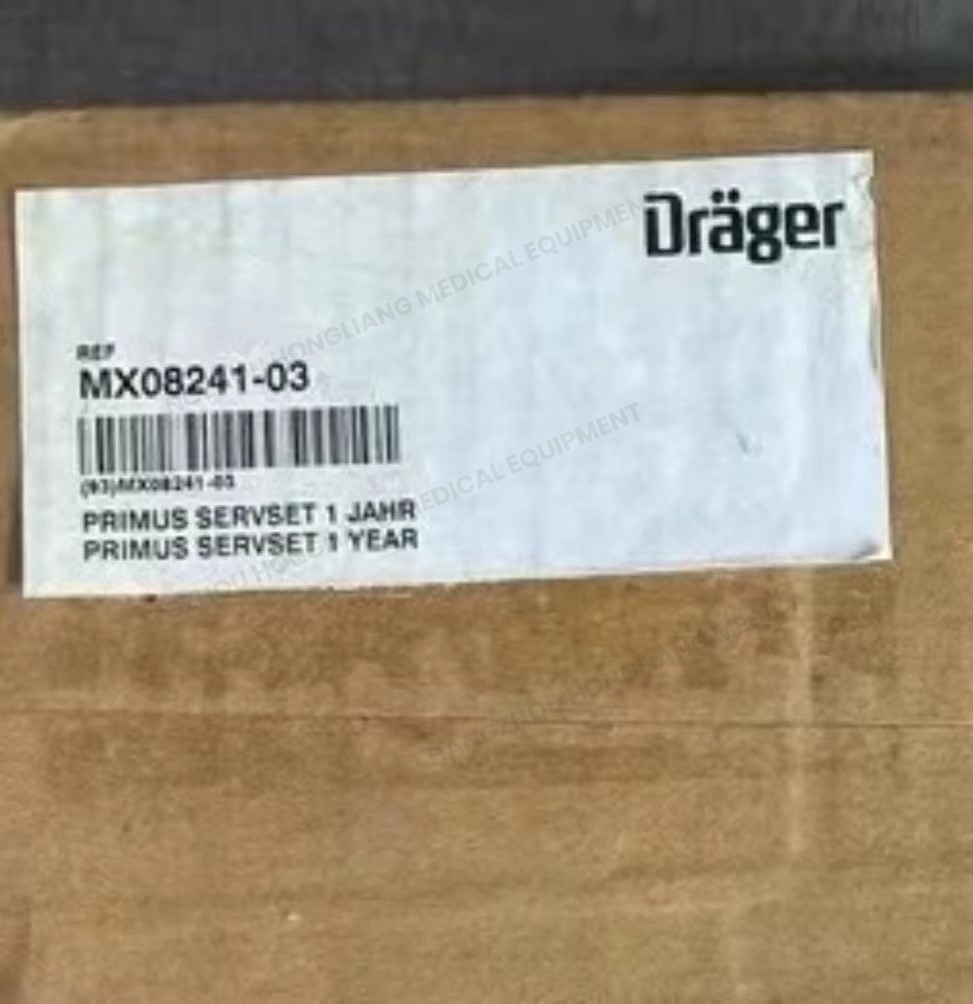 Dräger
REF
MX08241-03
(93)MX08241-03
PRIMUS SERVSET 1 JAHR
PRIMUS SERVSET 1 YEAR
HONGLIANG MEDICAL EQUIPMENT
MEDICAL EQUIPMENT